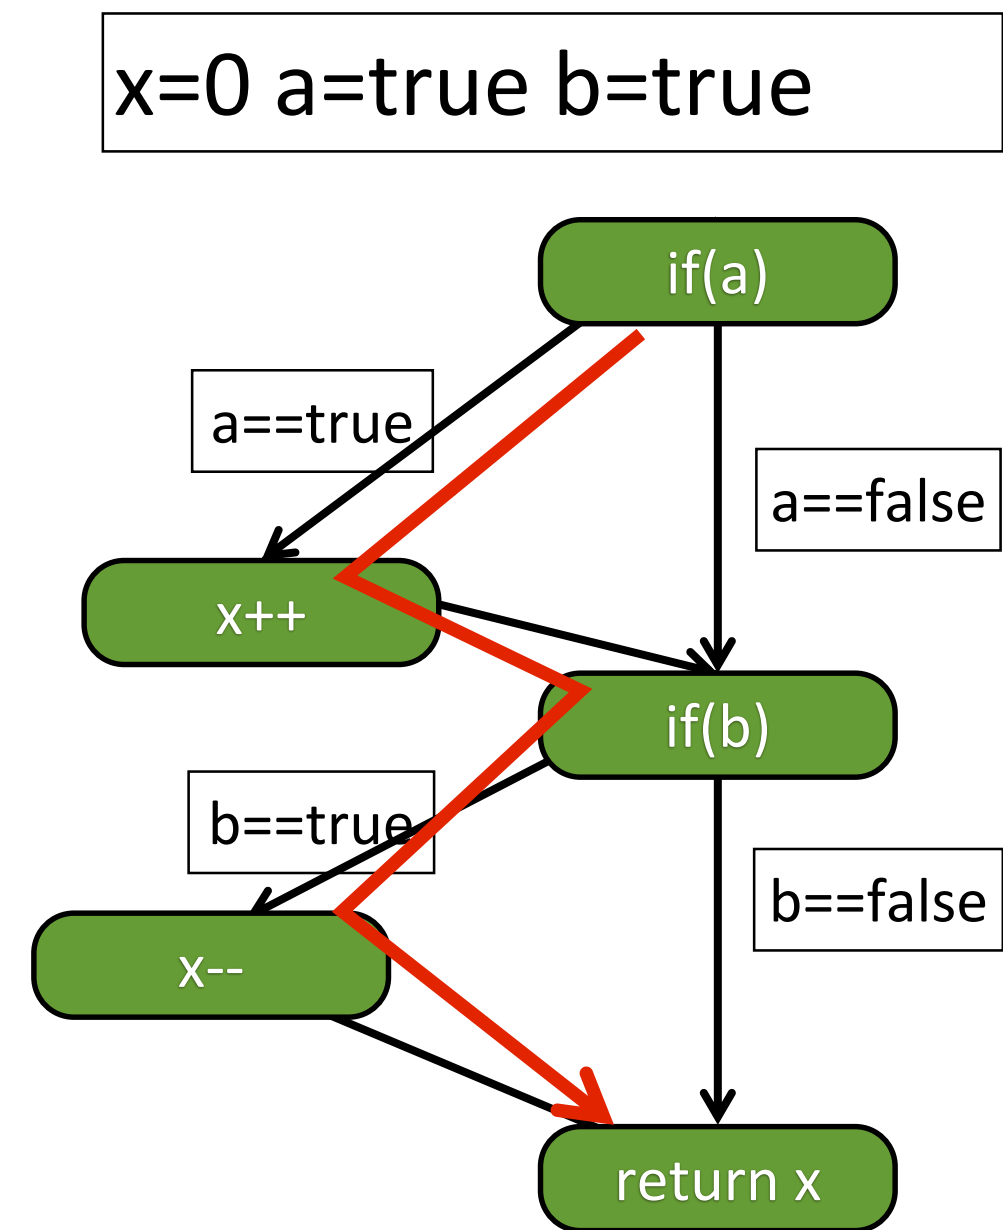 x=0 a=true b=true
if(a)
a==true
a==false
x++
if(b)
b==true
b==false
x--
return x